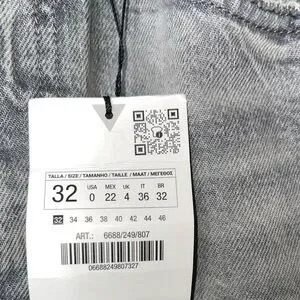 TALLA / SIZE / TAMANHO / TAILLE / MAAT / ΜΕΓΕΘΟΣ
32 USA MEX UK IT BR
0 22 4 36 32
32 34 36 38 40 42 44 46
ART.: 6688/249/807
06688249807327